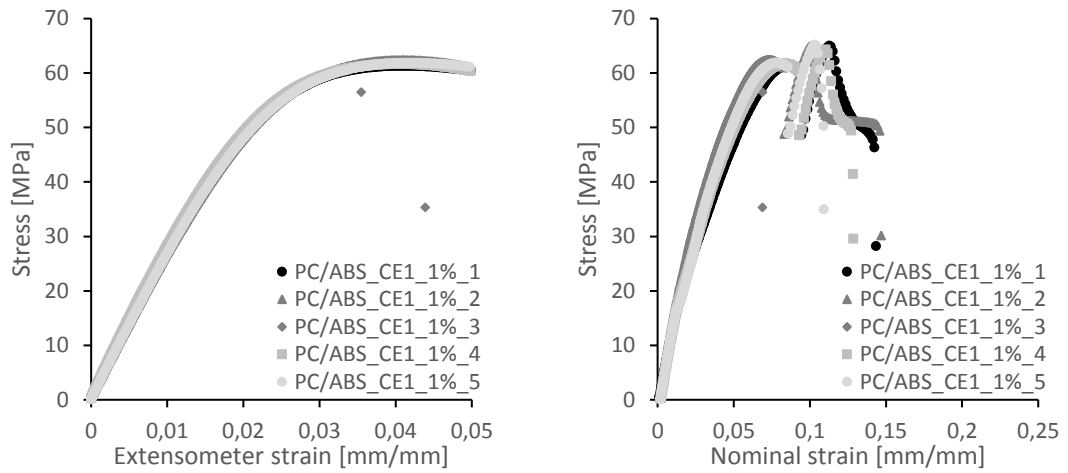 70
60
50
40
30
20
10
0
Stress [MPa]
PC/ABS_CE1_1%_1
PC/ABS_CE1_1%_2
PC/ABS_CE1_1%_3
PC/ABS_CE1_1%_4
PC/ABS_CE1_1%_5
0 0,01 0,02 0,03 0,04 0,05
Extensometer strain [mm/mm]
70
60
50
40
30
20
10
0
Stress [MPa]
PC/ABS_CE1_1%_1
PC/ABS_CE1_1%_2
PC/ABS_CE1_1%_3
PC/ABS_CE1_1%_4
PC/ABS_CE1_1%_5
0 0,05 0,1 0,15 0,2 0,25
Nominal strain [mm/mm]